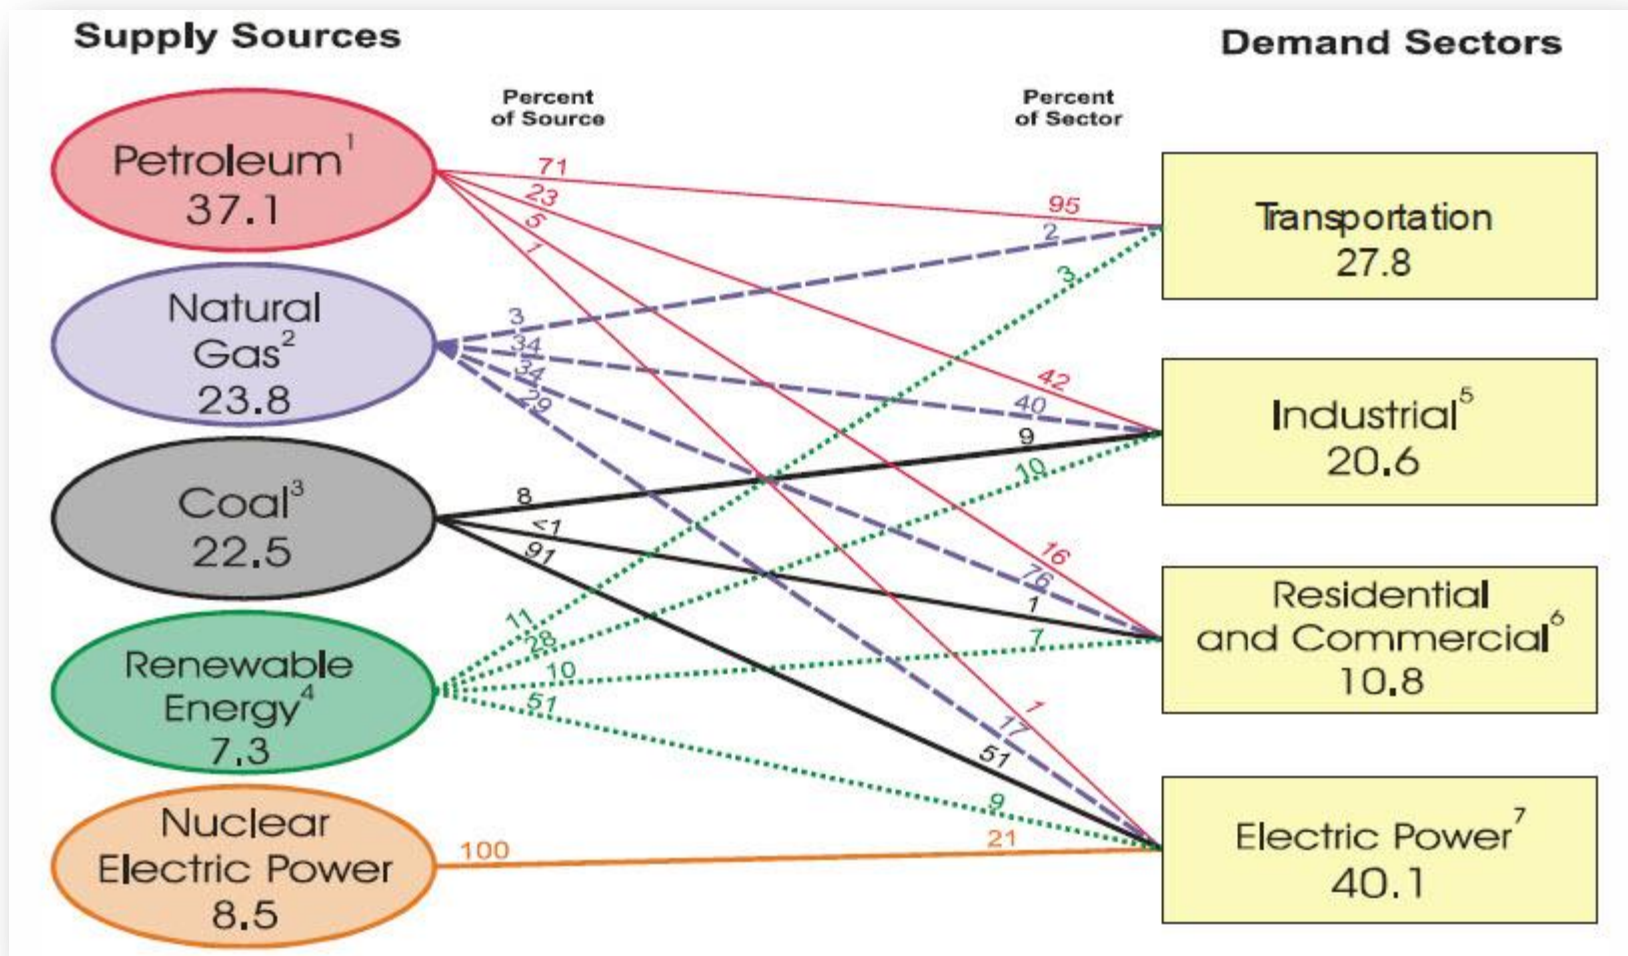 Supply Sources
Demand Sectors
Percent
of Source
Percent
of Sector
Petroleum1
37.1
Natural
Gas2
23.8
Coal3
22.5
Renewable
Energy4
7.3
Nuclear
Electric Power
8.5
71
23
5
1
3
34
34
29
8
<1
91
11
28
10
51
100
95
2
3
42
40
9
10
16
76
1
7
1
17
51
9
21
Transportation
27.8
Industrial5
20.6
Residential
and Commercial6
10.8
Electric Power7
40.1